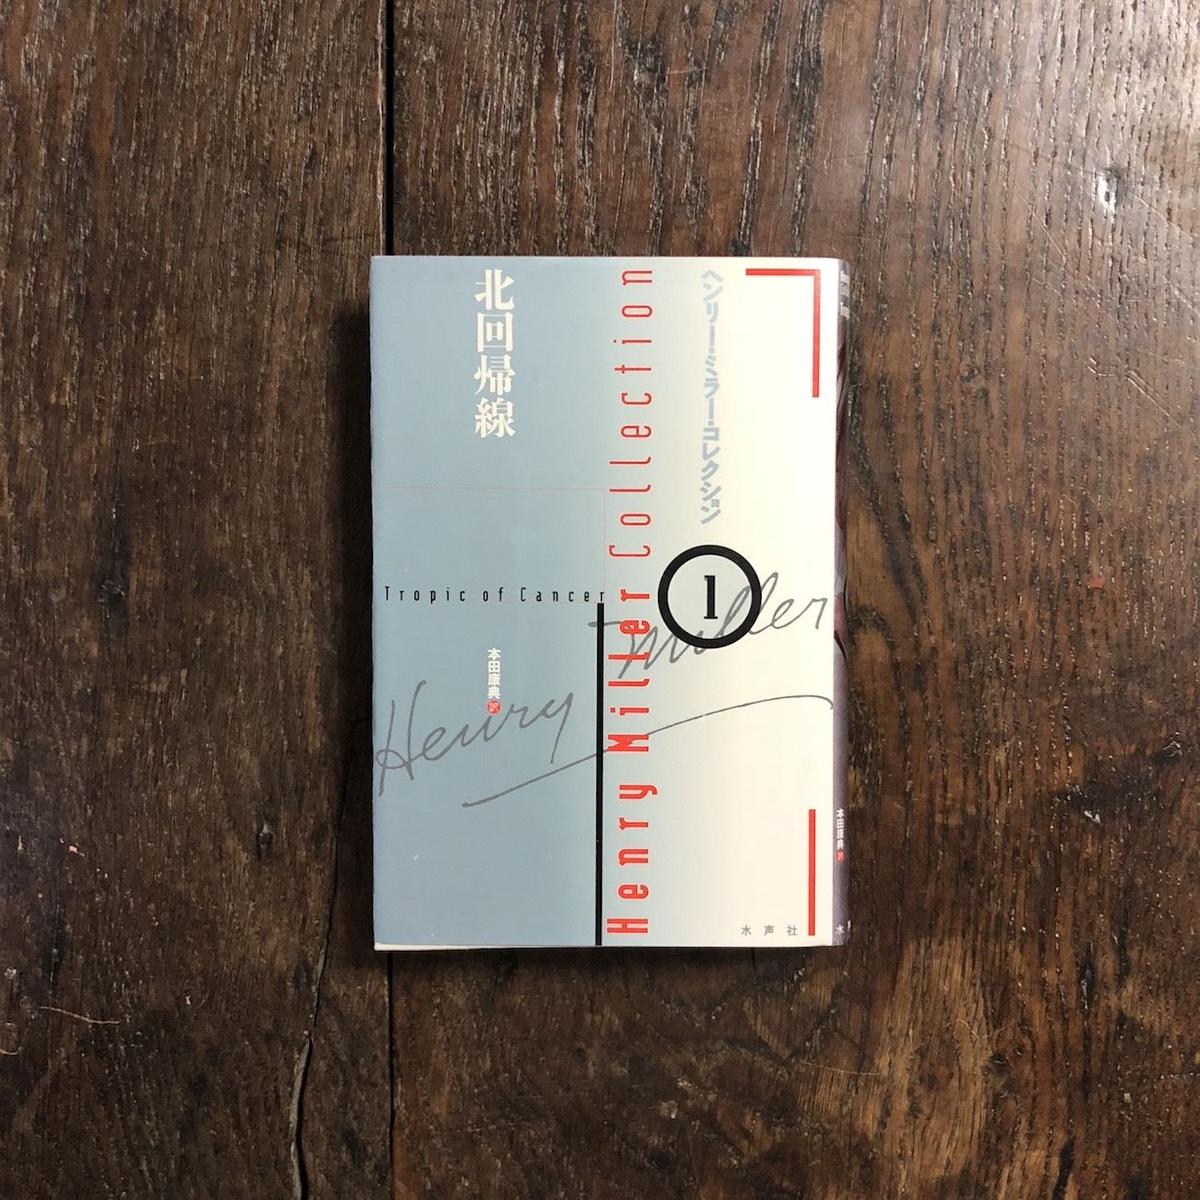 ヘンリー・ミラー・コレクション
1
Henry Miller Collection
北回帰線
Tropic of Cancer
本田康典 訳
Henry Miller
水声社
本田康典 訳
水